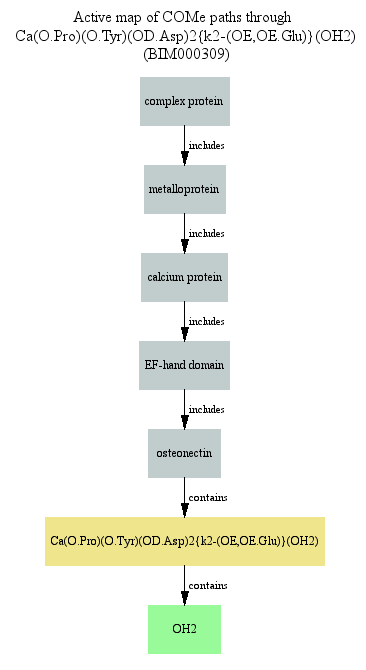 Active map of COMe paths through
Ca(O.Pro)(O.Tyr)(OD.Asp)2{k2-(OE,OE.Glu)}(OH2)
(BIM000309)
complex protein
includes
metalloprotein
includes
calcium protein
includes
EF-hand domain
includes
osteonectin
contains
Ca(O.Pro)(O.Tyr)(OD.Asp)2{k2-(OE,OE.Glu)}(OH2)
contains
OH2